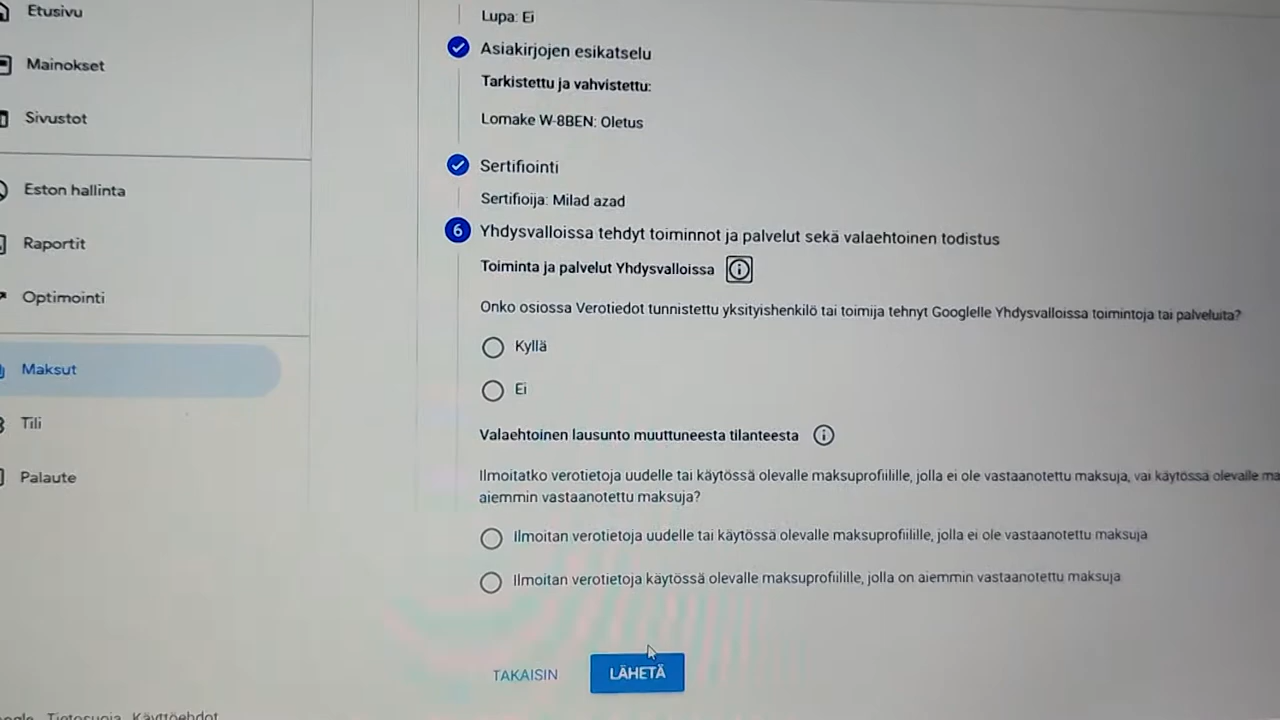 Etusivu
Mainokset
Sivustot
Eston hallinta
Raportit
Optimointi
Maksut
Tili
Palaute
Lupa: Ei
Asiakirjojen esikatselu
Tarkistettu ja vahvistettu:
Lomake W-8BEN: Oletus
Sertifiointi
Sertifioija: Milad azad
6 Yhdysvalloissa tehdyt toiminnot ja palvelut sekä valaehtoinen todistus
Toiminta ja palvelut Yhdysvalloissa
Onko osiossa Verotiedot tunnistettu yksityishenkilö tai toimija tehnyt Googlelle Yhdysvalloissa toimintoja tai palveluita?
Kyllä
Ei
Valaehtoinen lausunto muuttuneesta tilanteesta
Ilmoitatko verotietoja uudelle tai käytössä olevalle maksuprofiilille, jolla ei ole vastaanotettu maksuja, vai käytössä olevalle
aiemmin vastaanotettu maksuja?
Ilmoitan verotietoja uudelle tai käytössä olevalle maksuprofiilille, jolla ei ole vastaanotettu maksuja
Ilmoitan verotietoja käytössä olevalle maksuprofiilille, jolla on aiemmin vastaanotettu maksuja
TAKAISIN LÄHETÄ
Tietosuoja Käyttöehdot